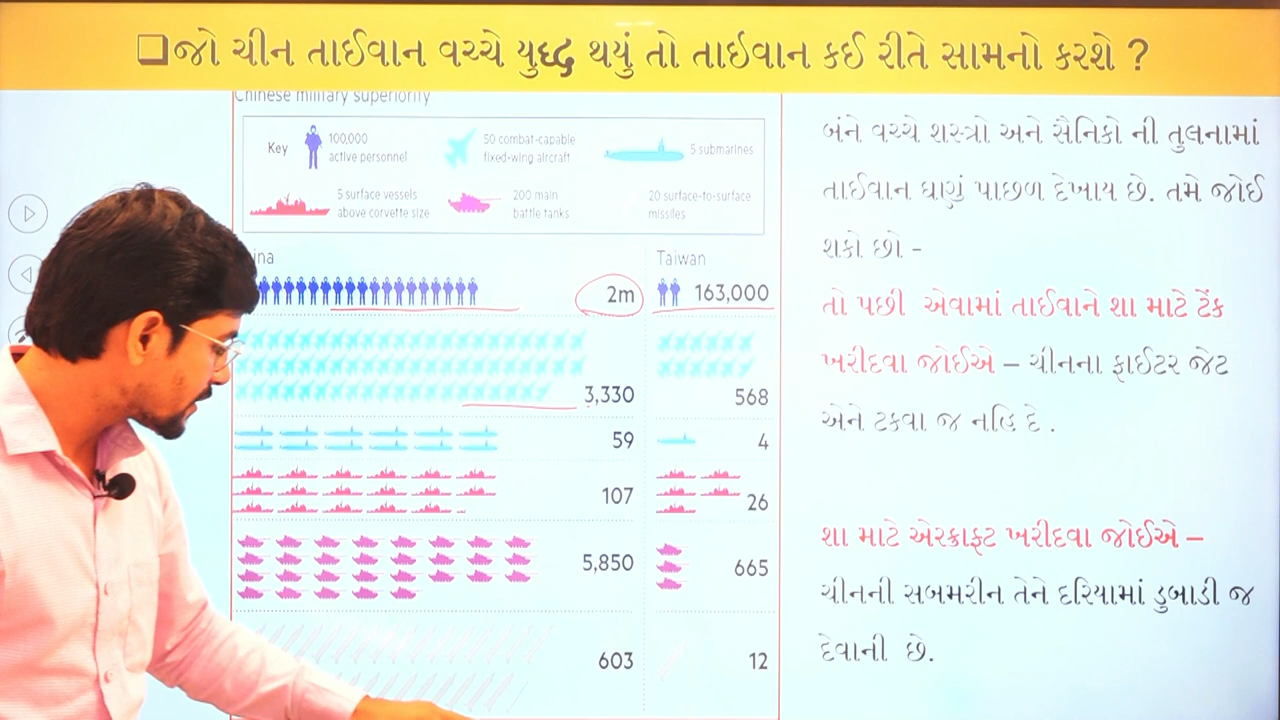 ❑જો ચીન તાઈવાન વચ્ચે યુદ્ધ થયું તો તાઇવાન કઈ રીતે સામનો કરશે ?
Chinese military superiority
Key
100,000
active personnel
50 combat-capable
fixed-wing aircraft
5 submarines
5 surface vessels
above corvette size
200 main
battle tanks
20 surface-to-surface
missiles
ina
Taiwan
2m
163,000
3,330
568
59
4
107
26
5,850
665
603
12
બંને વચ્ચે શસ્ત્રો અને સૈનિકો ની તુલનામાં
તાઈવાન ઘણું પાછળ દેખાય છે. તમે જોઈ
શકો છો -
તો પછી એવામાં તાઈવાને શા માટે ટેંક
ખરીદવા જોઈએ – ચીનના ફાઈટર જેટ
એને ટકવા જ નહિ દે .
શા માટે એરક્રાફ્ટ ખરીદવા જોઈએ –
ચીનની સબમરીન તેને દરિયામાં ડુબાડી જ
દેવાની છે.